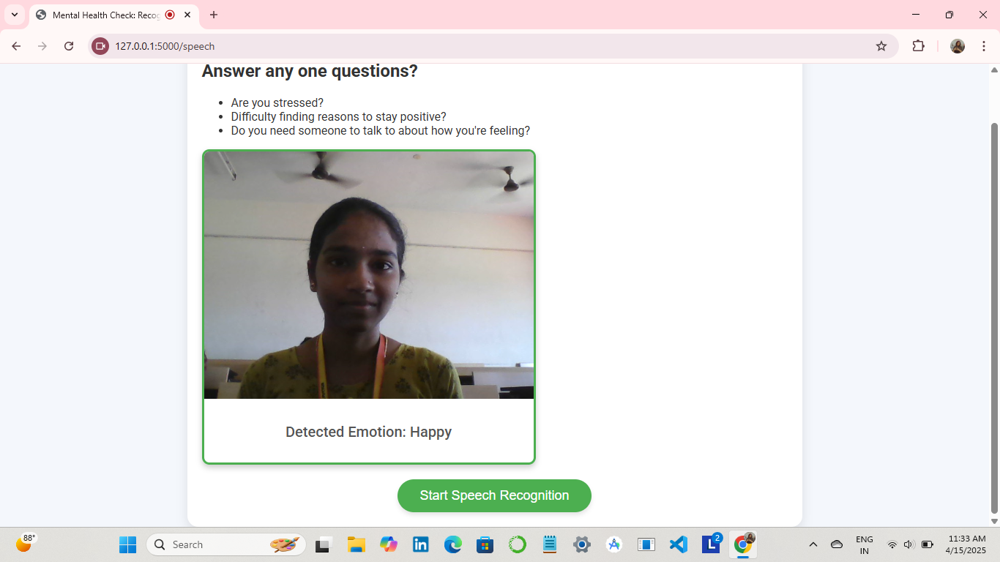 Mental Health Check: Recog
127.0.0.1:5000/speech
Answer any one questions?
Are you stressed?
Difficulty finding reasons to stay positive?
Do you need someone to talk to about how you're feeling?
Detected Emotion: Happy
Start Speech Recognition
88°
Search
in
L
2
ENG
IN
11:33 AM
4/15/2025